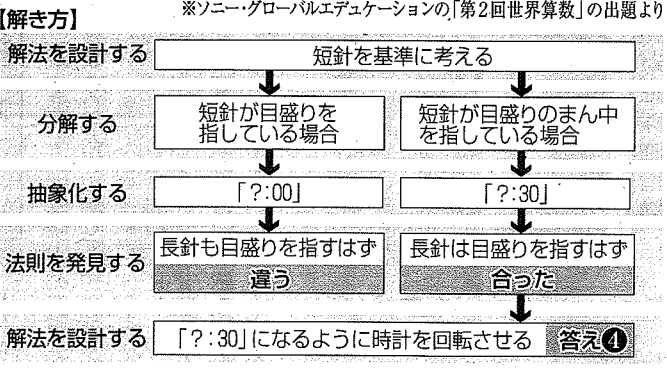 ※ソニー・グローバルエデュケーションの「第2回世界算数」の出題より
【解き方】
解法を設計する
短針を基準に考える
分解する
短針が目盛りを
指している場合
短針が目盛りのまん中
を指している場合
抽象化する
「?:00」
「?:30」
法則を発見する
長針も目盛りを指すはず
違う
長針は目盛りを指すはず
合った
解法を設計する
「?:30」になるように時計を回転させる
答え❹